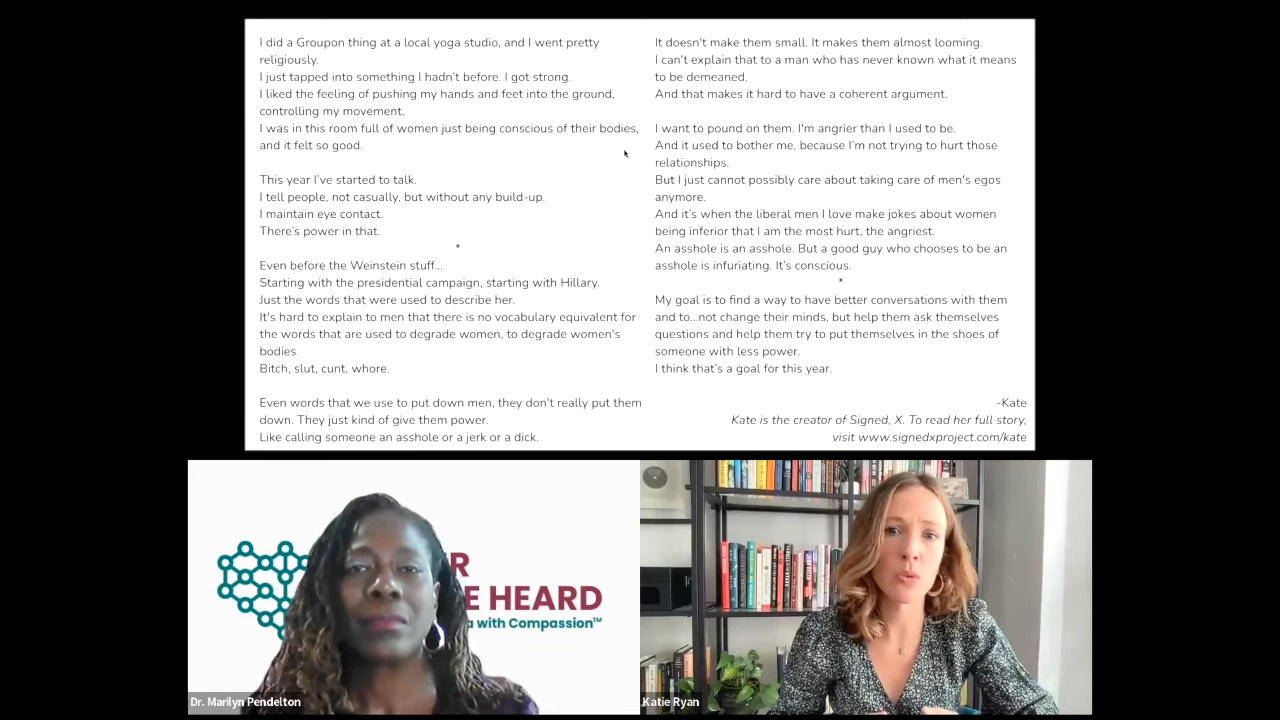 I did a Groupon thing at a local yoga studio, and I went pretty
religiously.
I just tapped into something I hadn't before. I got strong.
I liked the feeling of pushing my hands and feet into the ground,
controlling my movement.
I was in this room full of women just being conscious of their bodies,
and it felt so good.
This year I've started to talk.
I tell people, not casually, but without any build-up.
I maintain eye contact.
There's power in that.
*
Even before the Weinstein stuff...
Starting with the presidential campaign, starting with Hillary.
Just the words that were used to describe her.
It's hard to explain to men that there is no vocabulary equivalent for
the words that are used to degrade women, to degrade women's
bodies.
Bitch, slut, cunt, whore.
Even words that we use to put down men, they don't really put them
down. They just kind of give them power.
Like calling someone an asshole or a jerk or a dick.
It doesn't make them small. It makes them almost looming.
I can't explain that to a man who has never known what it means
to be demeaned.
And that makes it hard to have a coherent argument.
I want to pound on them. I'm angrier than I used to be.
And it used to bother me, because I'm not trying to hurt those
relationships.
But I just cannot possibly care about taking care of men's egos
anymore.
And it's when the liberal men I love make jokes about women
being inferior that I am the most hurt, the angriest.
An asshole is an asshole. But a good guy who chooses to be an
asshole is infuriating. It's conscious.
*
My goal is to find a way to have better conversations with them
and to...not change their minds, but help them ask themselves
questions and help them try to put themselves in the shoes of
someone with less power.
I think that's a goal for this year.
-Kate
Kate is the creator of Signed, X. To read her full story,
visit www.signedxproject.com/kate
R
E HEARD
a with Compassion™
Dr. Marilyn Pendelton
Katie Ryan